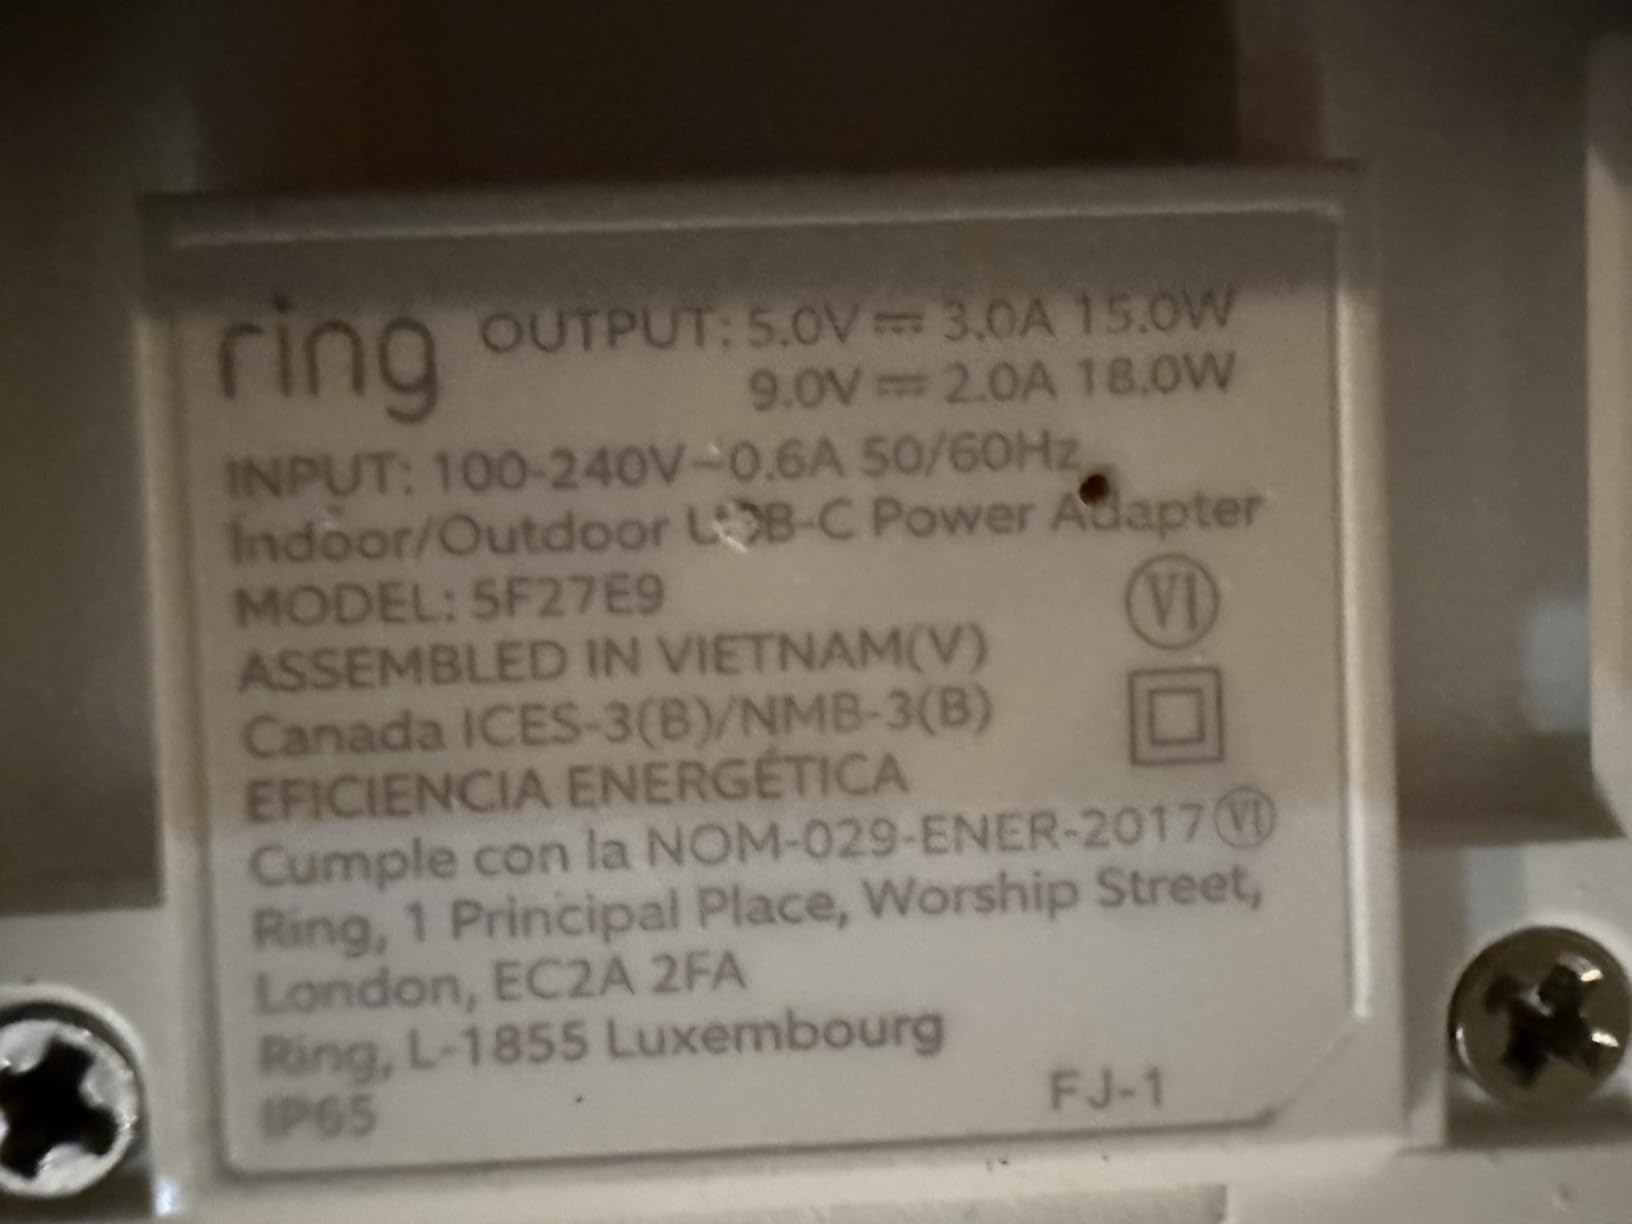 ring OUTPUT: 5.0V ⎓ 3.0A 15.0W
9.0V ⎓ 2.0A 18.0W
INPUT: 100-240V~0.6A 50/60Hz
Indoor/Outdoor USB-C Power Adapter
MODEL: 5F27E9
VI
ASSEMBLED IN VIETNAM(V)
Canada ICES-3(B)/NMB-3(B)
EFICIENCIA ENERGÉTICA
Cumple con la NOM-029-ENER-2017 VI
Ring, 1 Principal Place, Worship Street,
London, EC2A 2FA
Ring, L-1855 Luxembourg
IP65
FJ-1